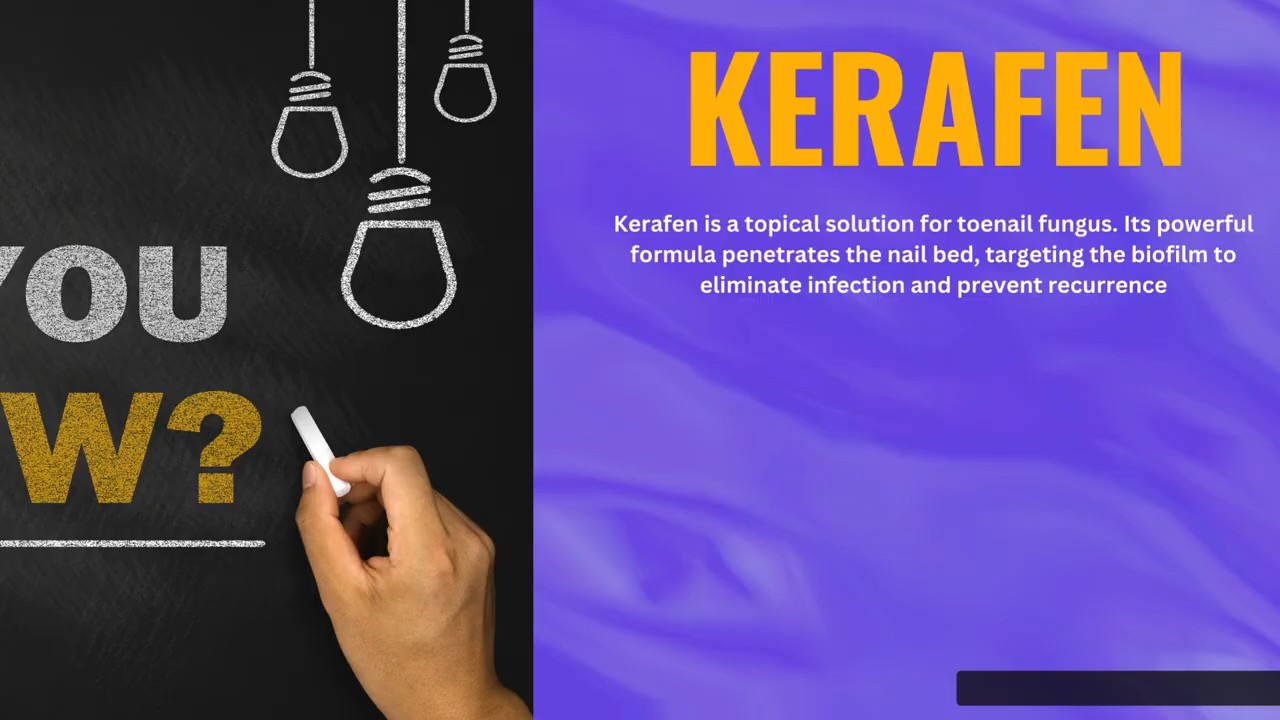 YOU
W?
KERAFEN
Kerafen is a topical solution for toenail fungus. Its powerful
formula penetrates the nail bed, targeting the biofilm to
eliminate infection and prevent recurrence